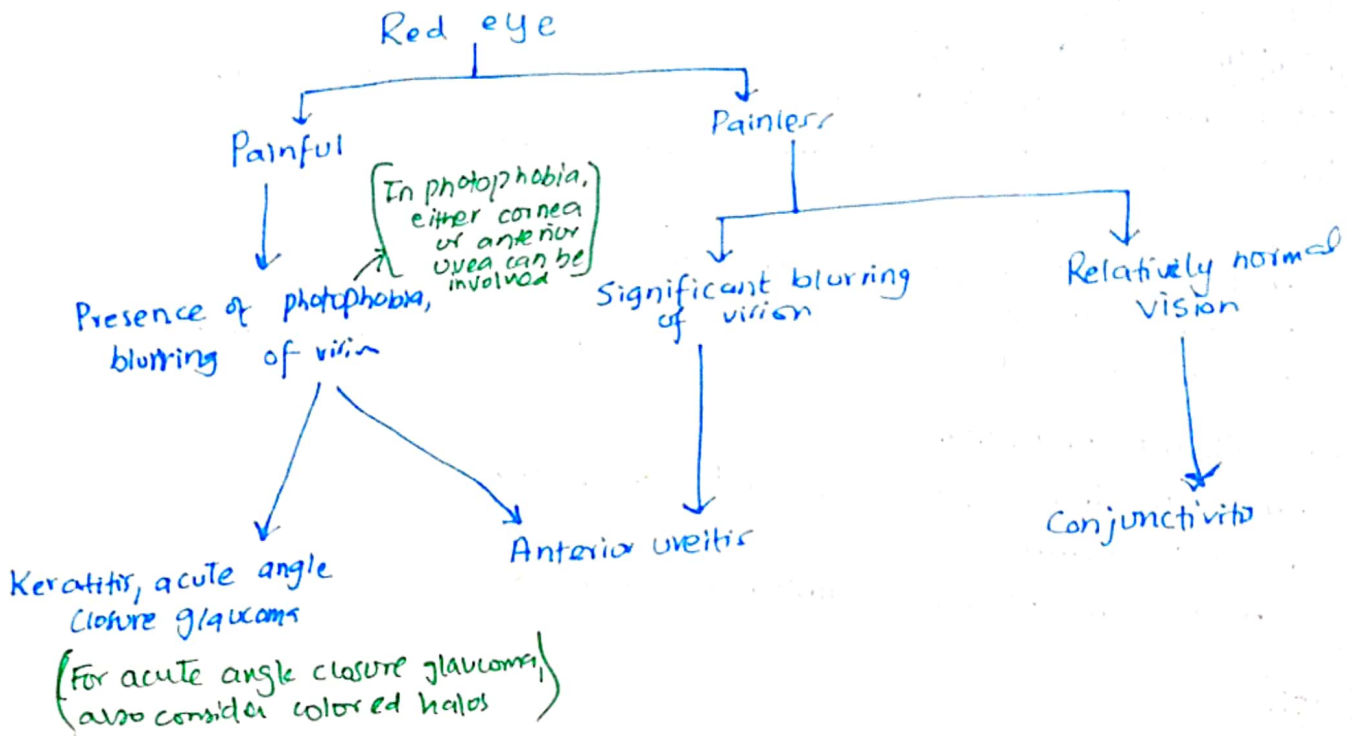 Red eye
Painful
Painless
(In photophobia,
either cornea
or anterior
uvea can be
involved)
Presence of photophobia,
blurring of vision
Significant blurring
of vision
Relatively normal
vision
Keratitis, acute angle
closure glaucoma
Anterior uveitis
Conjunctivitis
(For acute angle closure glaucoma,
also consider colored halos)